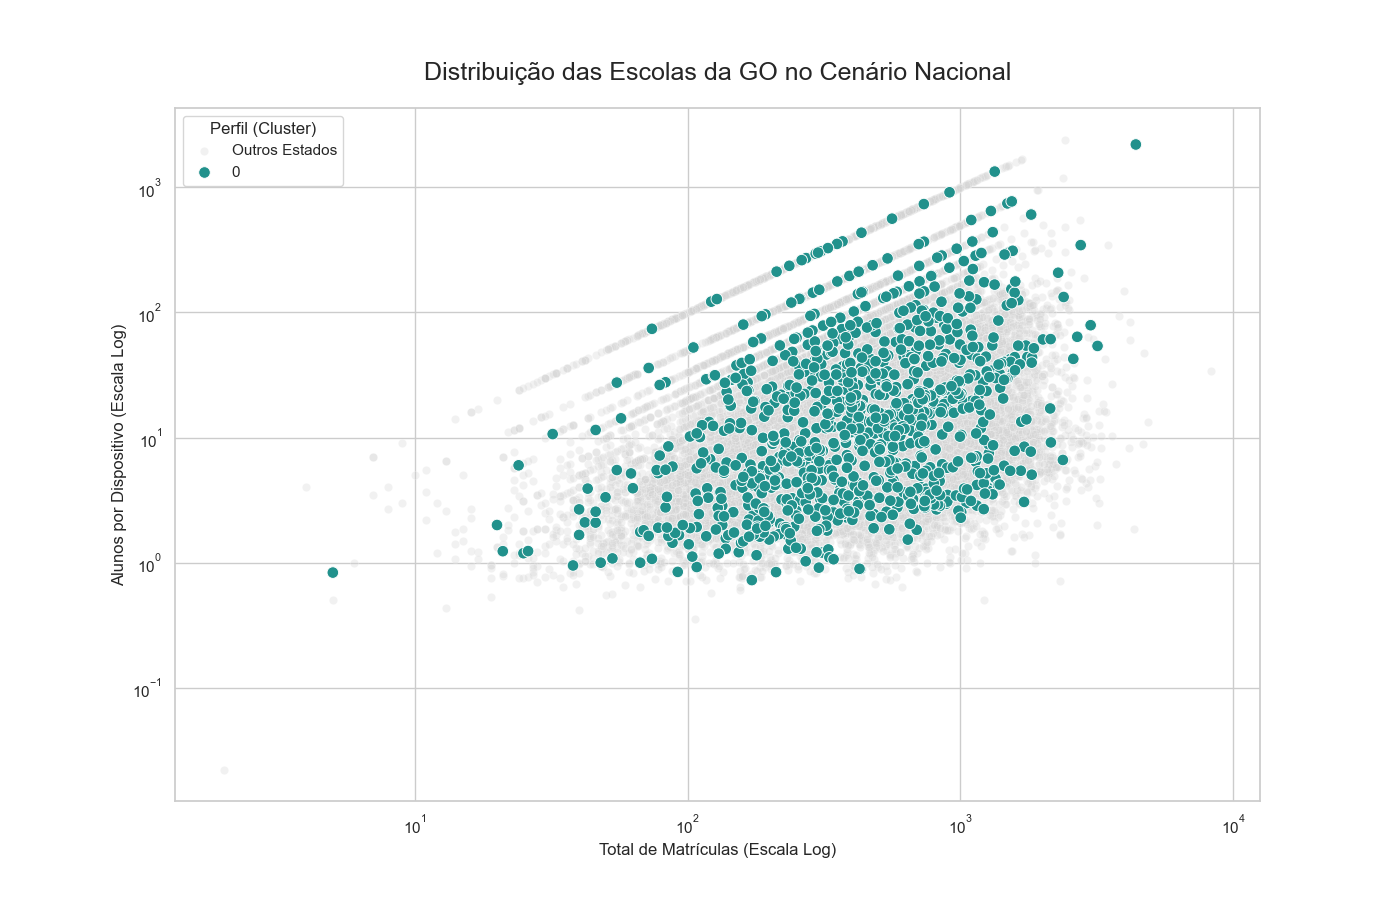 Distribuição das Escolas da GO no Cenário Nacional
Perfil (Cluster)
Outros Estados
0
Alunos por Dispositivo (Escala Log)
10³
10²
10¹
10⁰
10⁻¹
10¹
10²
10³
10⁴
Total de Matrículas (Escala Log)